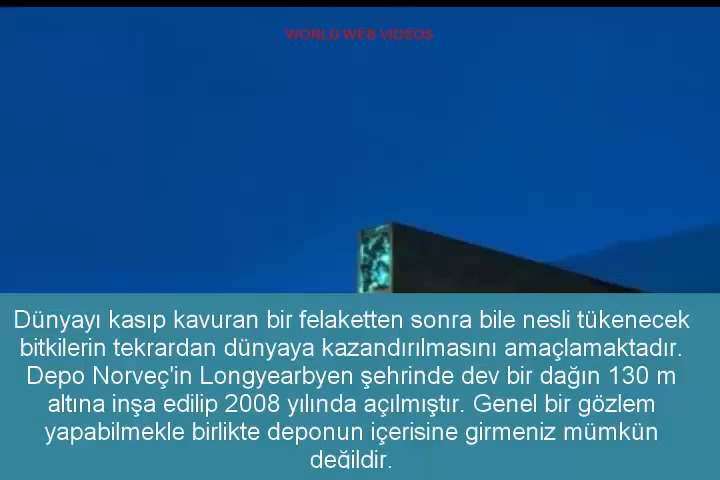 WORLD WEB VIDEOS
Dünyayı kasıp kavuran bir felaketten sonra bile nesli tükenecek
bitkilerin tekrardan dünyaya kazandırılmasını amaçlamaktadır.
Depo Norveç'in Longyearbyen şehrinde dev bir dağın 130 m
altına inşa edilip 2008 yılında açılmıştır. Genel bir gözlem
yapabilmekle birlikte deponun içerisine girmeniz mümkün
değildir.